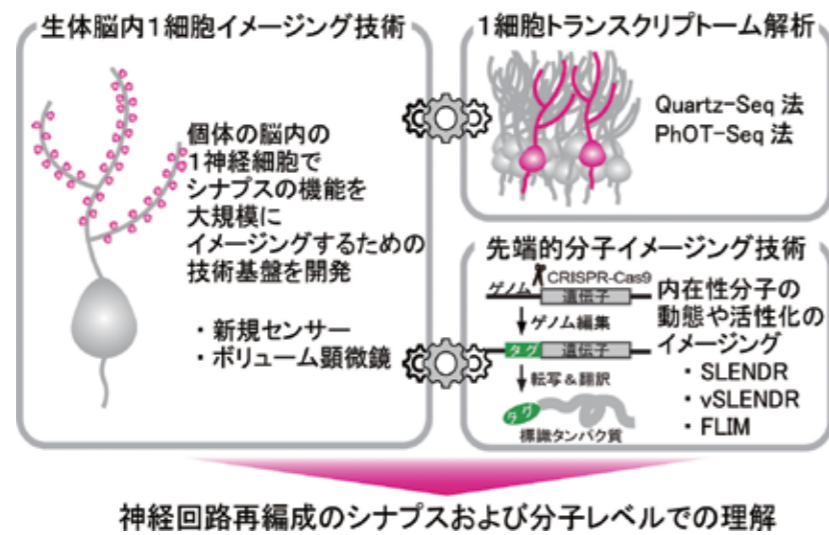 生体脳内1細胞イメージング技術
個体の脳内の
1神経細胞で
シナプスの機能を
大規模に
イメージングするための
技術基盤を開発
・新規センサー
・ボリューム顕微鏡
1細胞トランスクリプトーム解析
Quartz-Seq 法
PhOT-Seq 法
先端的分子イメージング技術
CRISPR-Cas9
ゲノム
遺伝子
ゲノム編集
タグ
遺伝子
転写&翻訳
タグ
標識タンパク質
内在性分子の
動態や活性化の
イメージング
・SLENDR
・vSLENDR
・FLIM
神経回路再編成のシナプスおよび分子レベルでの理解